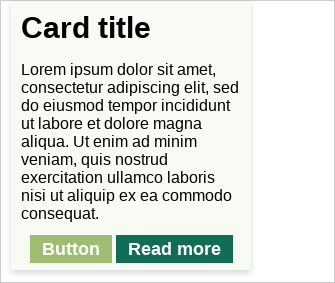 Card title
Lorem ipsum dolor sit amet,
consectetur adipiscing elit, sed
do eiusmod tempor incididunt
ut labore et dolore magna
aliqua. Ut enim ad minim
veniam, quis nostrud
exercitation ullamco laboris
nisi ut aliquip ex ea commodo
consequat.
Button Read more